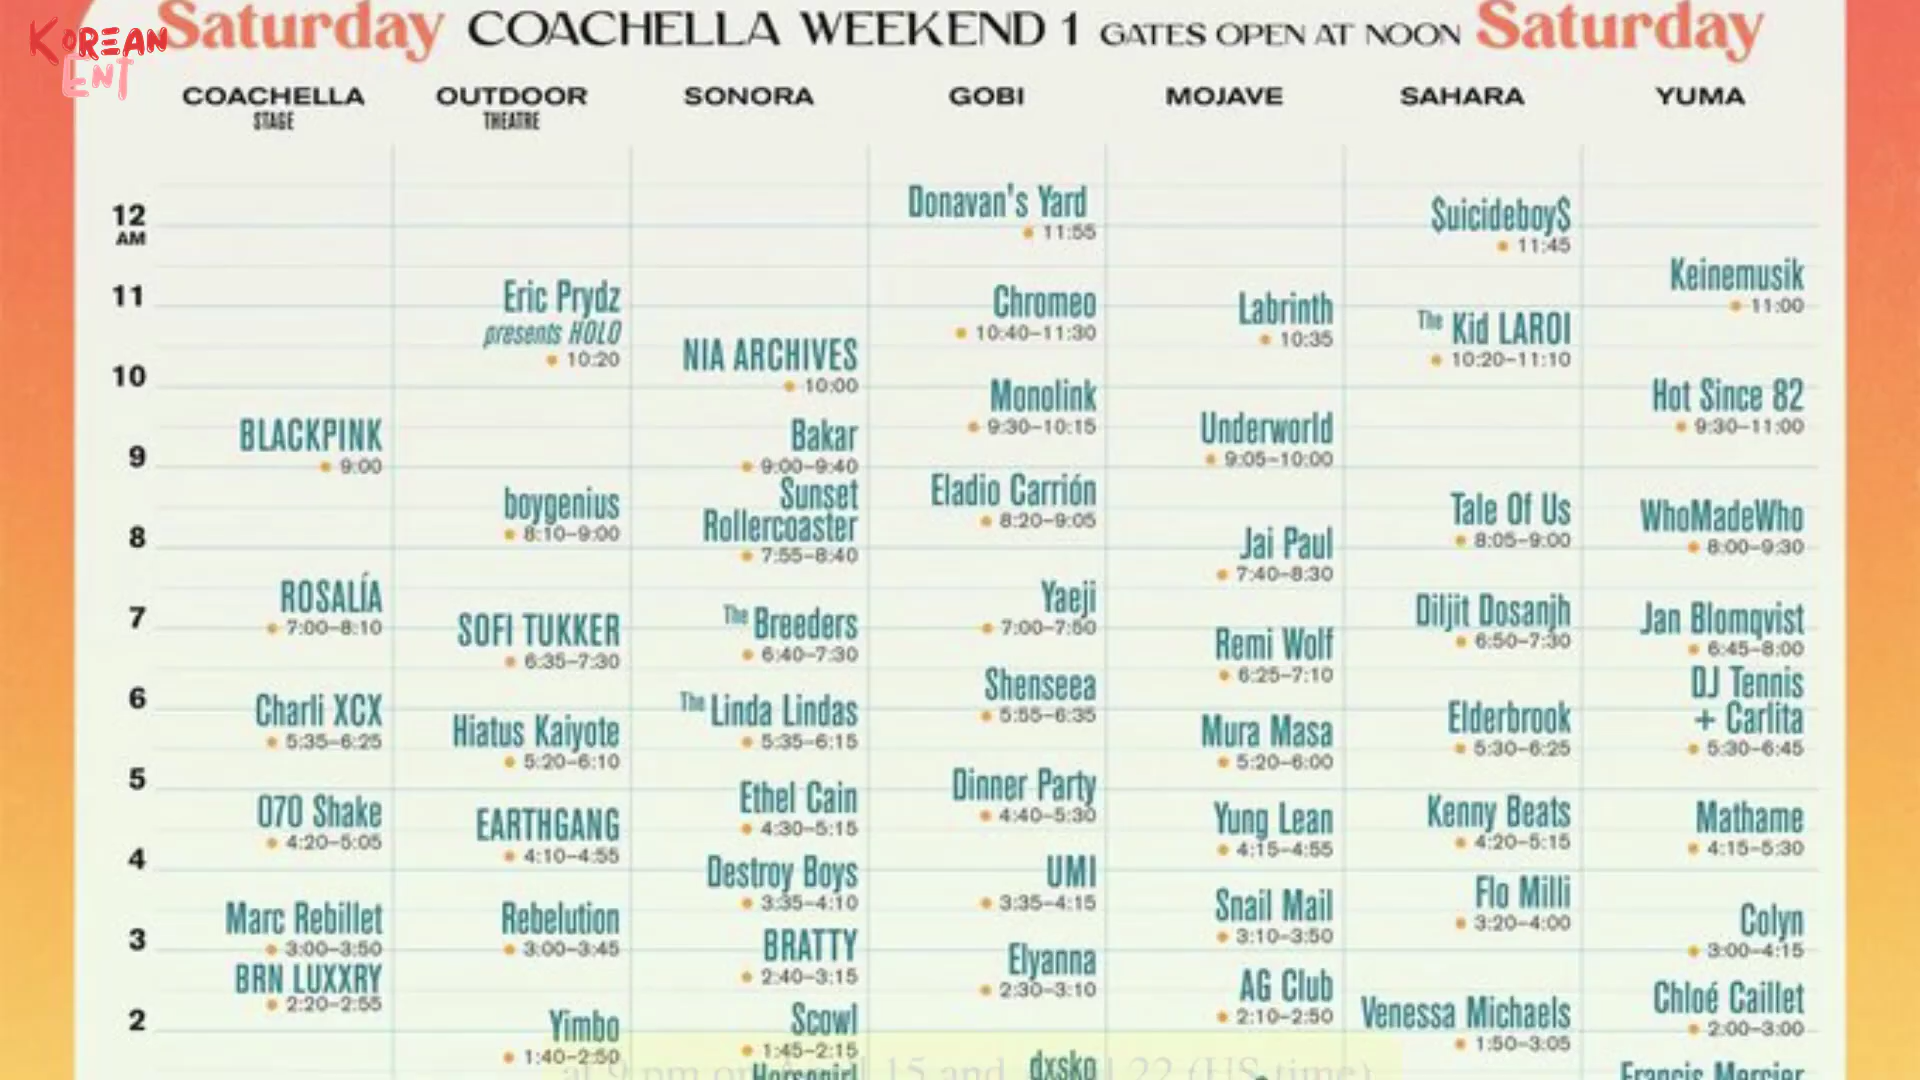 KOREAN
ENT
Saturday COACHELLA WEEKEND 1 GATES OPEN AT NOON Saturday
COACHELLA STAGE
OUTDOOR THEATRE
SONORA
GOBI
MOJAVE
SAHARA
YUMA
12 AM
11
10
9
8
7
6
5
4
3
2
BLACKPINK
9:00
ROSALÍA
7:00–8:10
Charli XCX
5:35–6:25
070 Shake
4:20–5:05
Marc Rebillet
3:00–3:50
BRN LUXXRY
2:20–2:55
Eric Prydz
presents HOLO
10:20
boygenius
8:10–9:00
SOFI TUKKER
6:35–7:30
Hiatus Kaiyote
5:20–6:10
EARTHGANG
4:10–4:55
Rebelution
3:00–3:45
Yimbo
1:40–2:50
NIA ARCHIVES
10:00
Bakar
9:00–9:40
Sunset
Rollercoaster
7:55–8:40
The Breeders
6:40–7:30
The Linda Lindas
5:35–6:15
Ethel Cain
4:30–5:15
Destroy Boys
3:35–4:10
BRATTY
2:40–3:15
Scowl
1:45–2:15
Horsegirl
Donavan's Yard
11:55
Chromeo
10:40–11:30
Monolink
9:30–10:15
Eladio Carrión
8:20–9:05
Yaeji
7:00–7:50
Shenseea
5:55–6:35
Dinner Party
4:40–5:30
UMI
3:35–4:15
Elyanna
2:30–3:10
dxsko
Labrinth
10:35
Underworld
9:05–10:00
Jai Paul
7:40–8:30
Remi Wolf
6:25–7:10
Mura Masa
5:20–6:00
Yung Lean
4:15–4:55
Snail Mail
3:10–3:50
AG Club
2:10–2:50
$uicideboy$
11:45
The Kid LAROI
10:20–11:10
Tale Of Us
8:05–9:00
Diljit Dosanjh
6:50–7:30
Elderbrook
5:30–6:25
Kenny Beats
4:20–5:15
Flo Milli
3:20–4:00
Venessa Michaels
1:50–3:05
Keinemusik
11:00
Hot Since 82
9:30–11:00
WhoMadeWho
8:00–9:30
Jan Blomqvist
6:45–8:00
DJ Tennis
+ Carlita
5:30–6:45
Mathame
4:15–5:30
Colyn
3:00–4:15
Chloé Caillet
2:00–3:00
Francis Mercier
at 9 pm on 15 and 22 (US time)